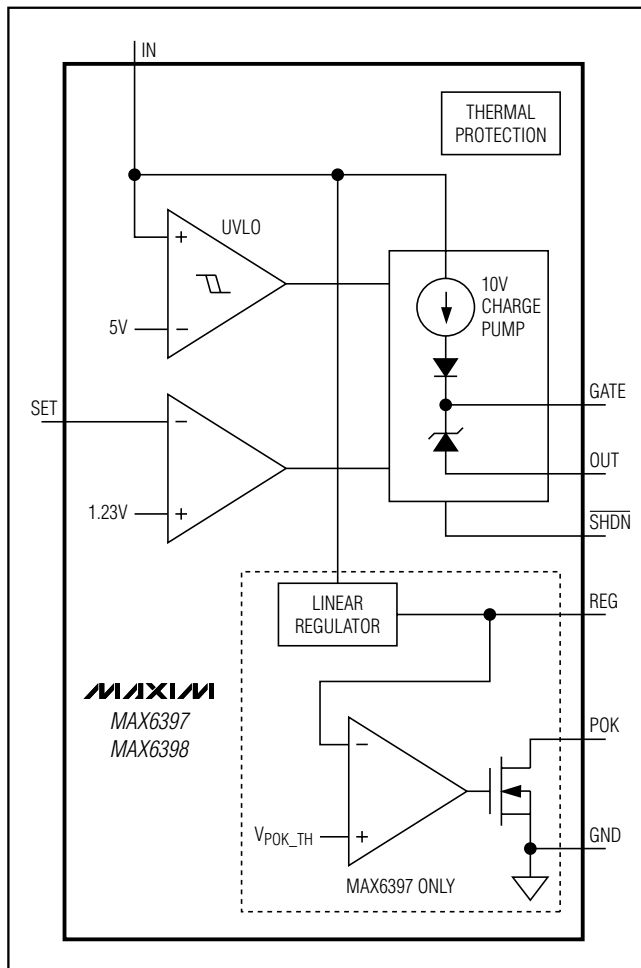 IN
THERMAL
PROTECTION
UVLO
+
5V
−
10V
CHARGE
PUMP
GATE
SET
−
OUT
1.23V
+
SHDN
LINEAR
REGULATOR
REG
MAXIM
MAX6397
MAX6398
−
POK
VPOK_TH
+
GND
MAX6397 ONLY